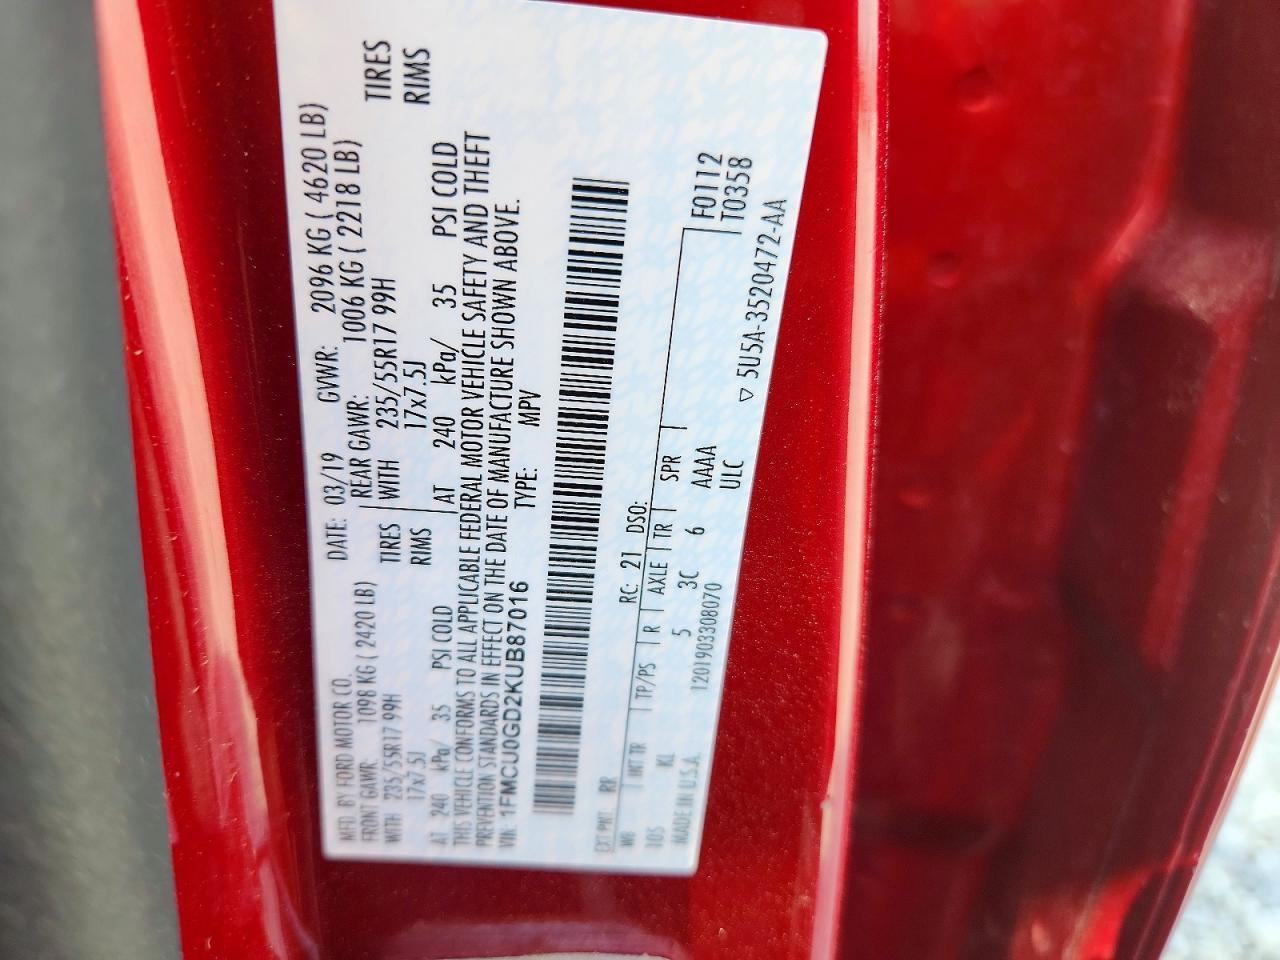 MFD. BY FORD MOTOR CO.
DATE: 03/19 GVWR: 2096 KG ( 4620 LB)
FRONT GAWR: 1098 KG ( 2420 LB) REAR GAWR: 1006 KG ( 2218 LB)
WITH 235/55R17 99H TIRES WITH 235/55R17 99H TIRES
17x7.5J RIMS 17x7.5J RIMS
AT 240 kPa/ 35 PSI COLD AT 240 kPa/ 35 PSI COLD
THIS VEHICLE CONFORMS TO ALL APPLICABLE FEDERAL MOTOR VEHICLE SAFETY AND THEFT
PREVENTION STANDARDS IN EFFECT ON THE DATE OF MANUFACTURE SHOWN ABOVE.
VIN: 1FMCU0GD2KUB87016 TYPE: MPV
EXT PNT: RR RC: 21 DSO: F0112
WB INT TR TP/PS R AXLE TR SPR T0358
105 KL 5 3C 6 AAAA
MADE IN U.S.A. 1201903308070 ULC ▽ 5U5A-3520472-AA